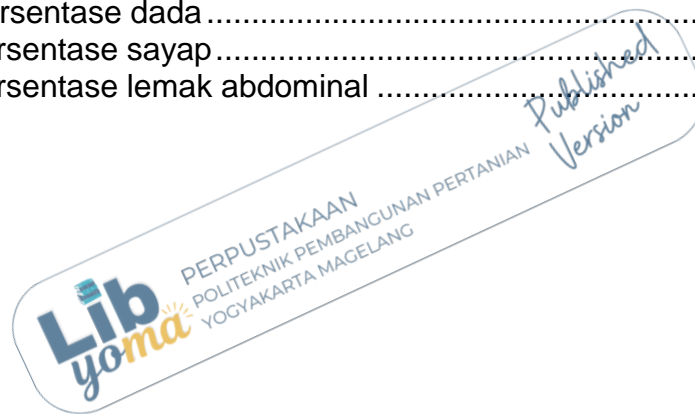 rsentase dada.......................................................
rsentase sayap......................................................
rsentase lemak abdominal ....................................
Published
Version
PERPUSTAKAAN
POLITEKNIK PEMBANGUNAN PERTANIAN
YOGYAKARTA MAGELANG
Lib
yoma